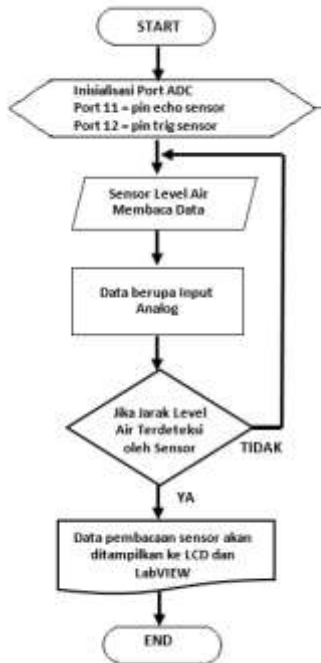 START
Inisialisasi Port ADC
Port 11 = pin echo sensor
Port 12 = pin trig sensor
Sensor Level Air
Membaca Data
Data berupa Input
Analog
Jika Jarak Level
Air Terdeteksi
oleh Sensor
TIDAK
YA
Data pembacaan sensor akan
ditampilkan ke LCD dan
LabVIEW
END